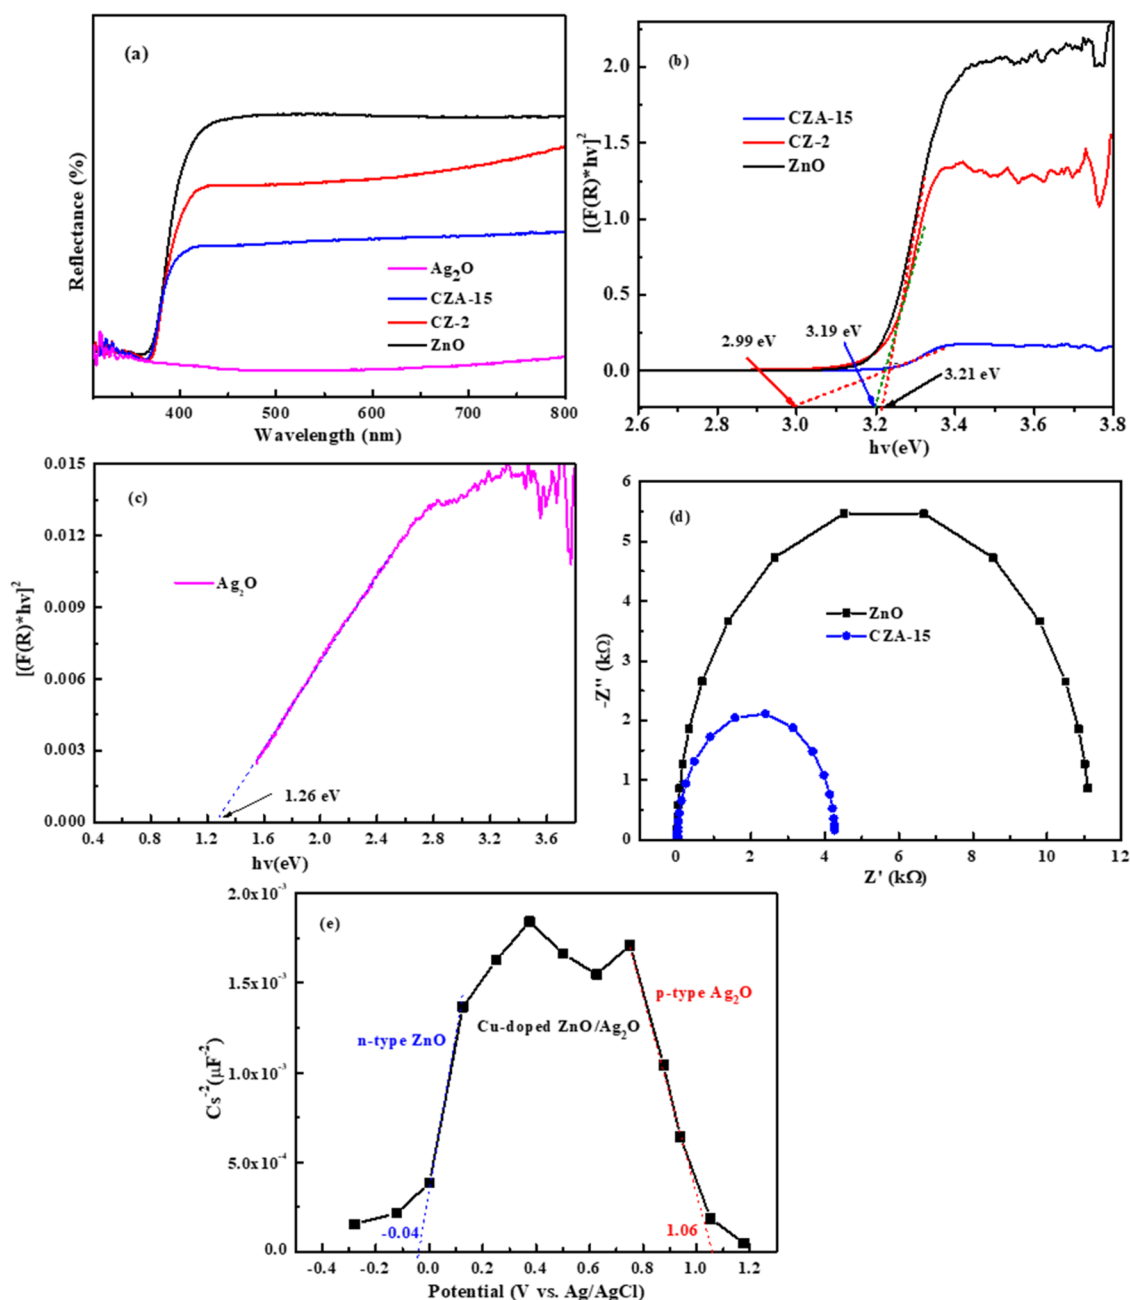 (a)
Reflectance (%)
Ag₂O
CZA-15
CZ-2
ZnO
400 500 600 700 800
Wavelength (nm)
(b)
[(F(R)*hv]²
2.0
1.5
1.0
0.5
0.0
CZA-15
CZ-2
ZnO
2.99 eV
3.19 eV
3.21 eV
2.6 2.8 3.0 3.2 3.4 3.6 3.8
hv(eV)
(c)
[(F(R)*hv]²
0.015
0.012
0.009
0.006
0.003
0.000
Ag₂O
1.26 eV
0.4 0.8 1.2 1.6 2.0 2.4 2.8 3.2 3.6
hv(eV)
(d)
-Z'' (kΩ)
6
5
4
3
2
1
0
ZnO
CZA-15
0 2 4 6 8 10 12
Z' (kΩ)
(e)
Cs⁻²(µF⁻²)
2.0x10⁻³
1.5x10⁻³
1.0x10⁻³
5.0x10⁻⁴
0.0
n-type ZnO
Cu-doped ZnO/Ag₂O
p-type Ag₂O
-0.04
1.06
-0.4 -0.2 0.0 0.2 0.4 0.6 0.8 1.0 1.2
Potential (V vs. Ag/AgCl)